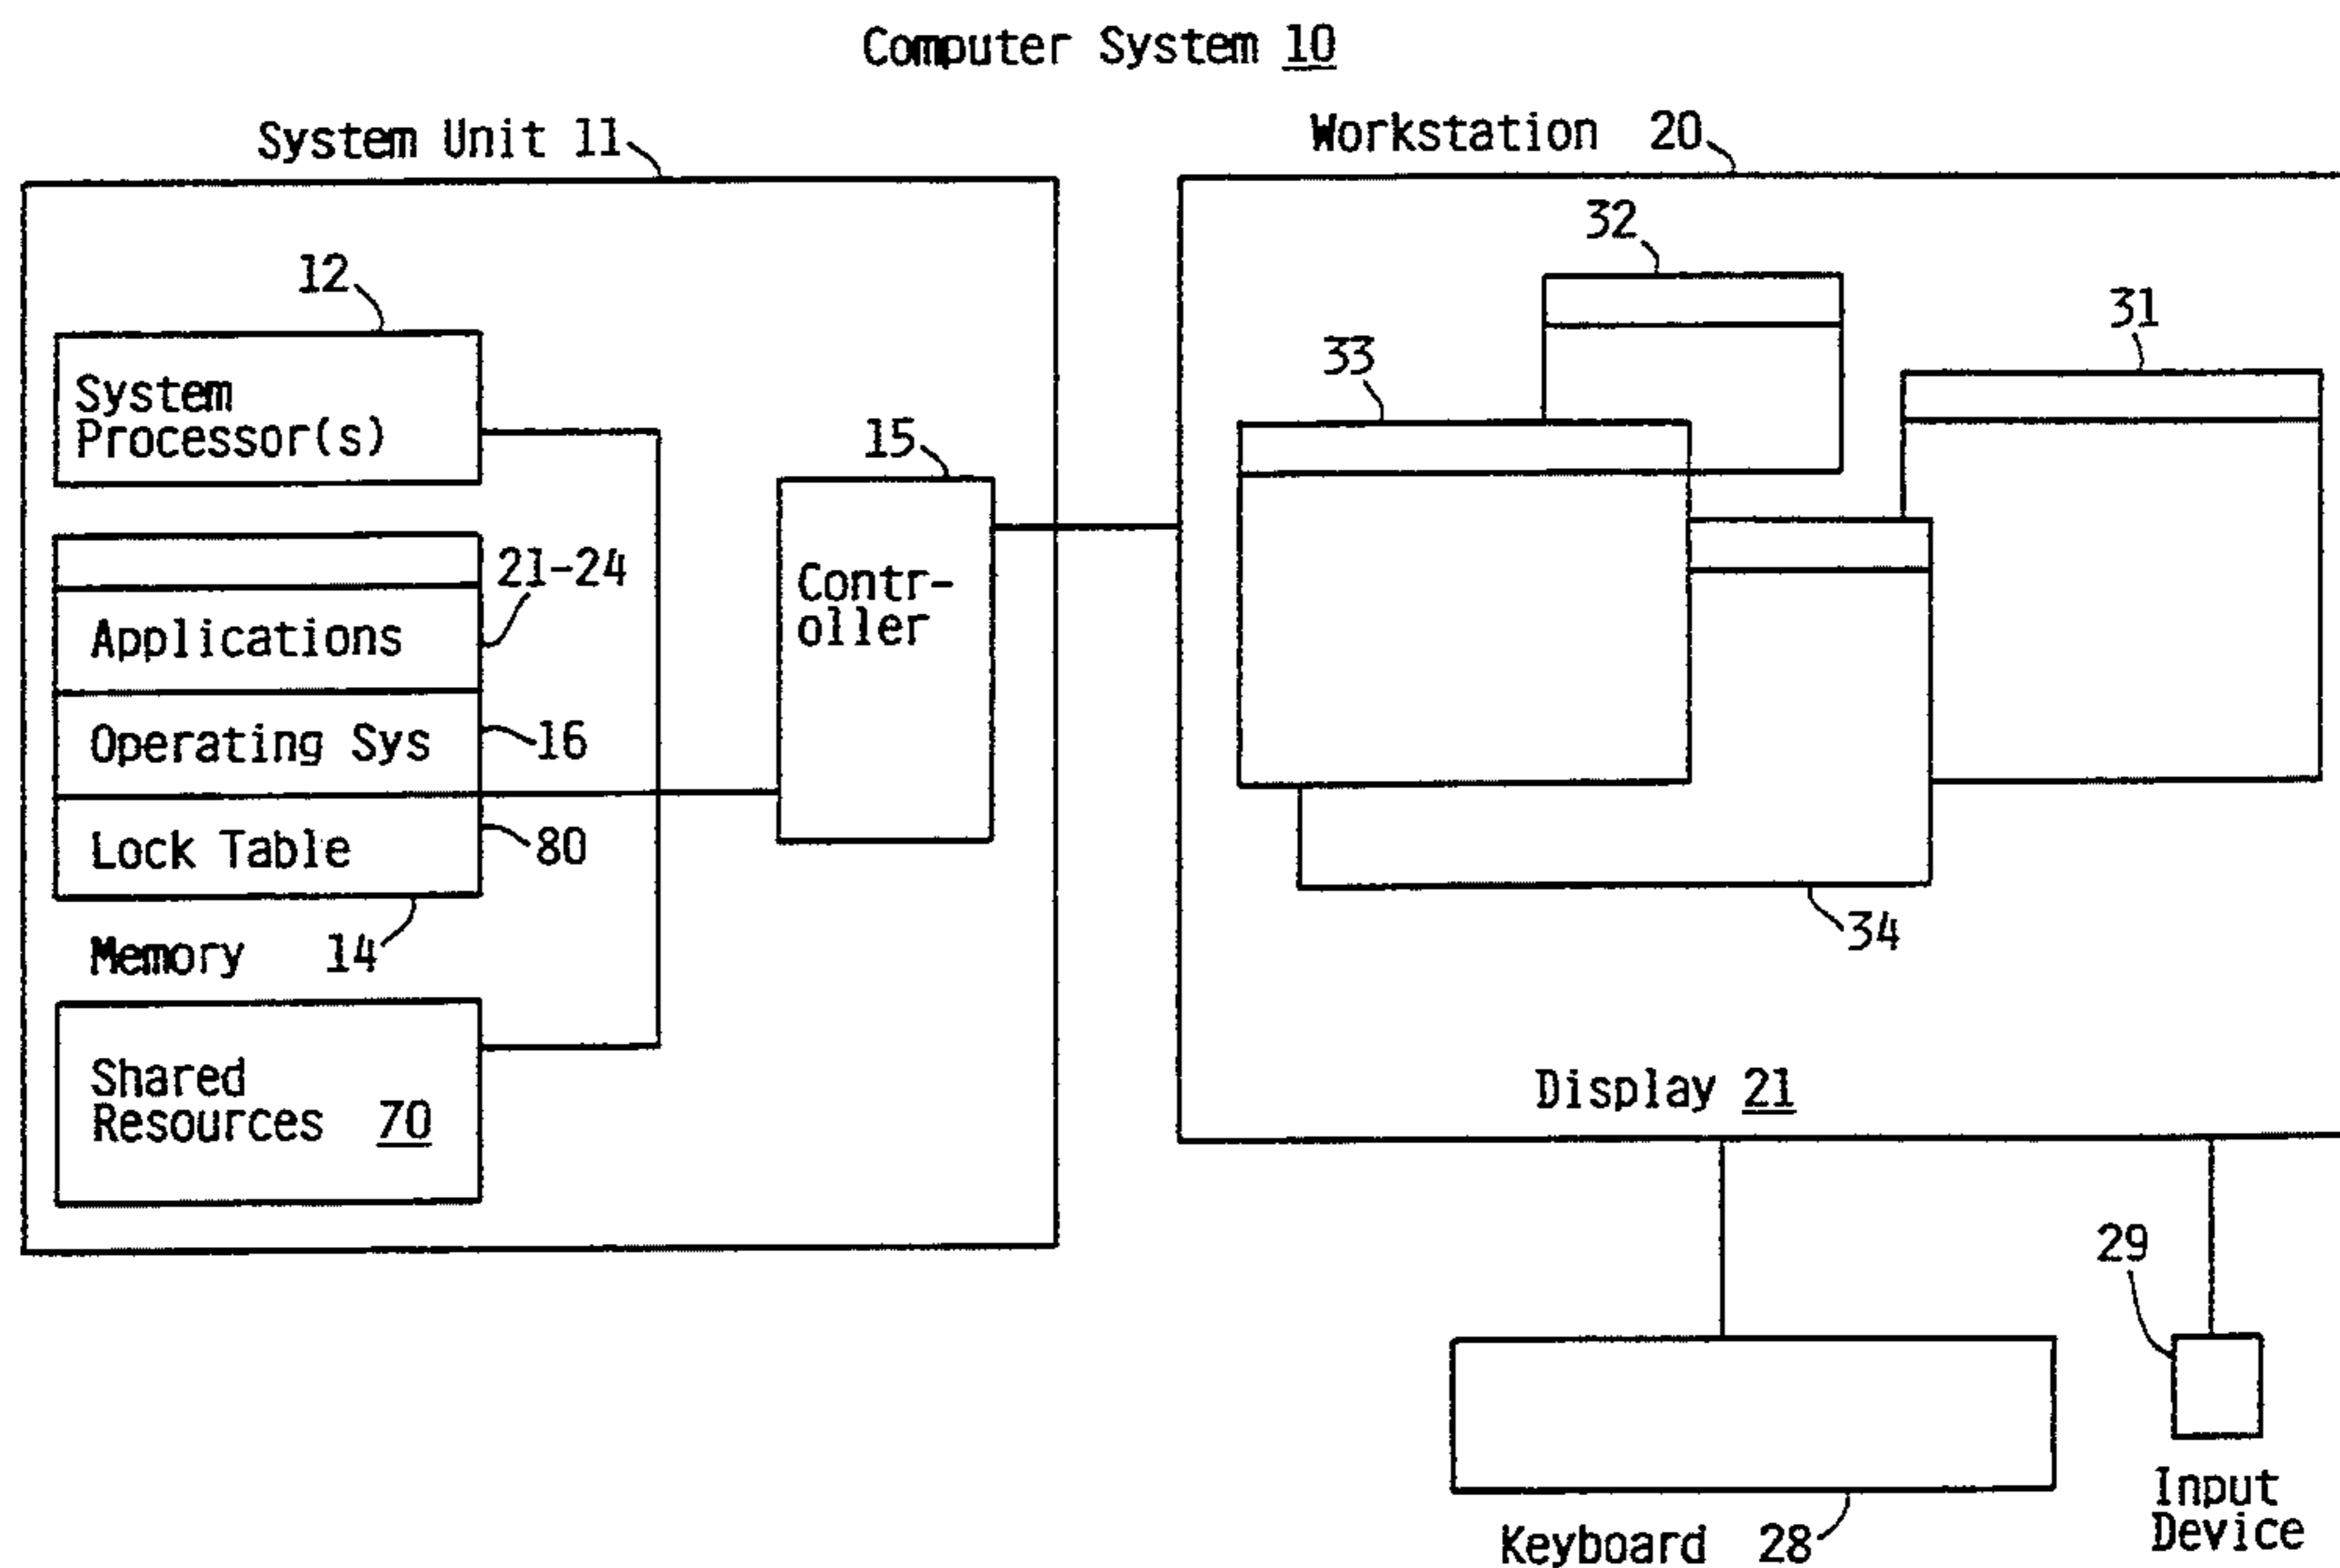 Computer System 10
System Unit 11
Workstation 20
12
System
Processor(s)
21-24
Applications
Operating Sys
16
Lock Table
80
Memory 14
Shared
Resources 70
15
Contr-
oller
32
31
33
34
Display 21
29
Input
Device
Keyboard 28